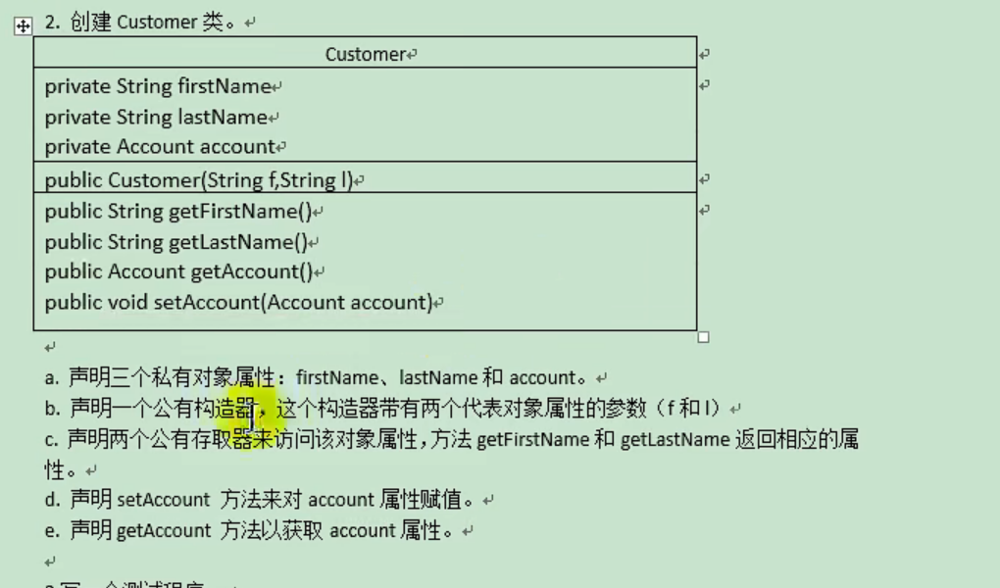 2. 创建 Customer 类。
Customer
private String firstName
private String lastName
private Account account
public Customer(String f,String l)
public String getFirstName()
public String getLastName()
public Account getAccount()
public void setAccount(Account account)
a. 声明三个私有对象属性：firstName、lastName 和 account。
b. 声明一个公有构造器，这个构造器带有两个代表对象属性的参数（f 和 l）
c. 声明两个公有存取器来访问该对象属性，方法 getFirstName 和 getLastName 返回相应的属
性。
d. 声明 setAccount 方法来对 account 属性赋值。
e. 声明 getAccount 方法以获取 account 属性。